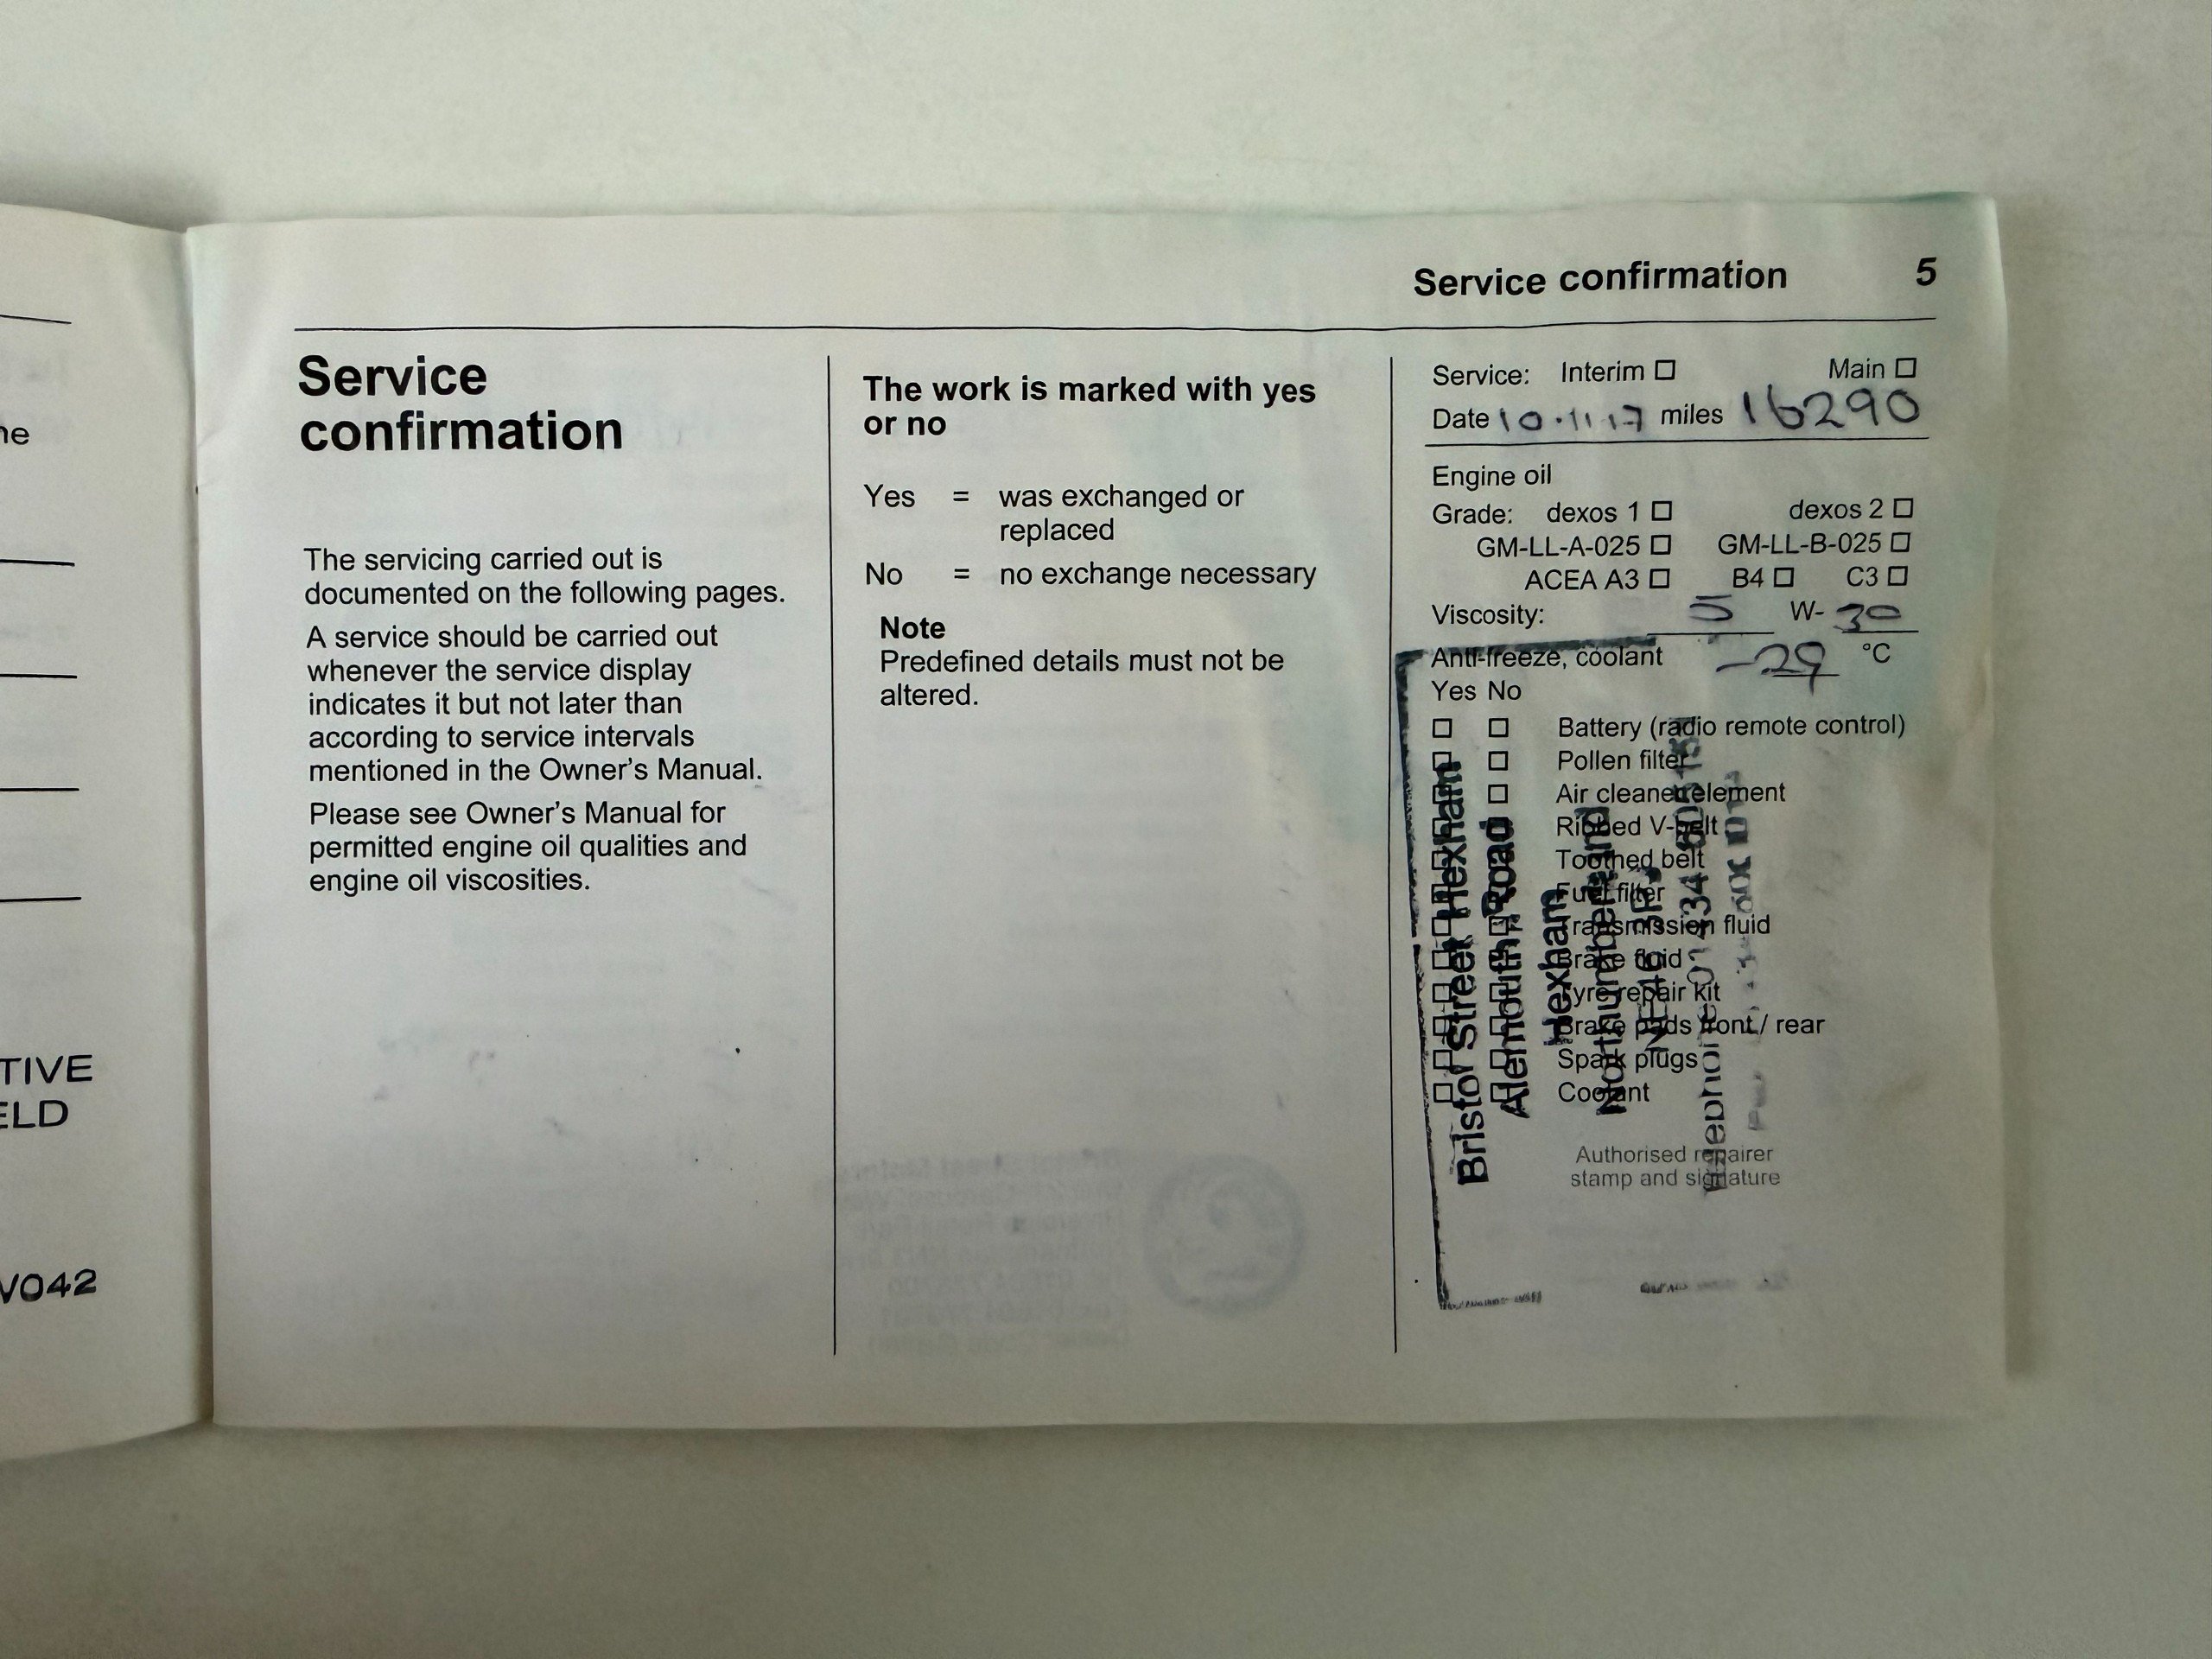 ne
TIVE
ELD
V042
Service confirmation 5
Service
confirmation
The servicing carried out is
documented on the following pages.
A service should be carried out
whenever the service display
indicates it but not later than
according to service intervals
mentioned in the Owner's Manual.
Please see Owner's Manual for
permitted engine oil qualities and
engine oil viscosities.
The work is marked with yes
or no
Yes = was exchanged or
replaced
No = no exchange necessary
Note
Predefined details must not be
altered.
Service: Interim Main
Date 10.11.17 miles 16290
Engine oil
Grade: dexos 1 dexos 2
GM-LL-A-025 GM-LL-B-025
ACEA A3 B4 C3
Viscosity: 5 W- 30
Anti-freeze, coolant -29 °C
Yes No
Battery (radio remote control)
Pollen filter
Air cleaner element
Ribbed V-belt
Toothed belt
Fuel filter
Transmission fluid
Brake fluid
Tyre repair kit
Brake pads front / rear
Spark plugs
Coolant
Authorised repairer
stamp and signature
Bristol Street Hexham
Alemouth Road
Hexham
Northumberland
NE46
Telephone